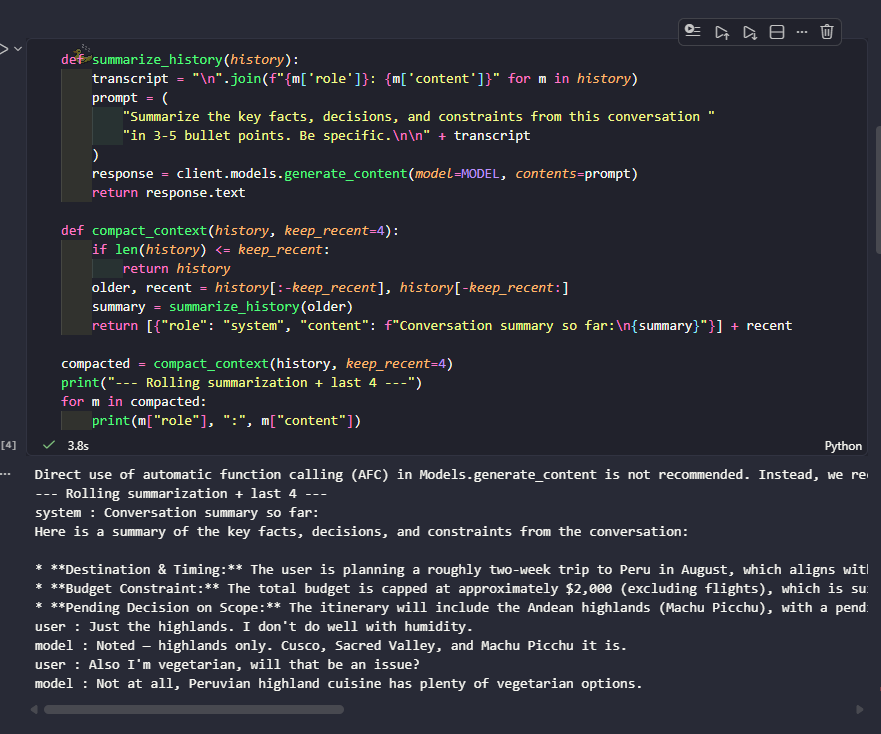 def summarize_history(history):
    transcript = "\n".join(f"{m['role']}: {m['content']}" for m in history)
    prompt = (
        "Summarize the key facts, decisions, and constraints from this conversation "
        "in 3-5 bullet points. Be specific.\n\n" + transcript
    )
    response = client.models.generate_content(model=MODEL, contents=prompt)
    return response.text

def compact_context(history, keep_recent=4):
    if len(history) <= keep_recent:
        return history
    older, recent = history[:-keep_recent], history[-keep_recent:]
    summary = summarize_history(older)
    return [{"role": "system", "content": f"Conversation summary so far:\n{summary}"}] + recent

compacted = compact_context(history, keep_recent=4)
print("--- Rolling summarization + last 4 ---")
for m in compacted:
    print(m["role"], ":", m["content"])
[4] 3.8s Python
Direct use of automatic function calling (AFC) in Models.generate_content is not recommended. Instead, we
--- Rolling summarization + last 4 ---
system : Conversation summary so far:
Here is a summary of the key facts, decisions, and constraints from the conversation:

* **Destination & Timing:** The user is planning a roughly two-week trip to Peru in August, which aligns
* **Budget Constraint:** The total budget is capped at approximately $2,000 (excluding flights), which is
* **Pending Decision on Scope:** The itinerary will include the Andean highlands (Machu Picchu), with a
user : Just the highlands. I don't do well with humidity.
model : Noted — highlands only. Cusco, Sacred Valley, and Machu Picchu it is.
user : Also I'm vegetarian, will that be an issue?
model : Not at all, Peruvian highland cuisine has plenty of vegetarian options.